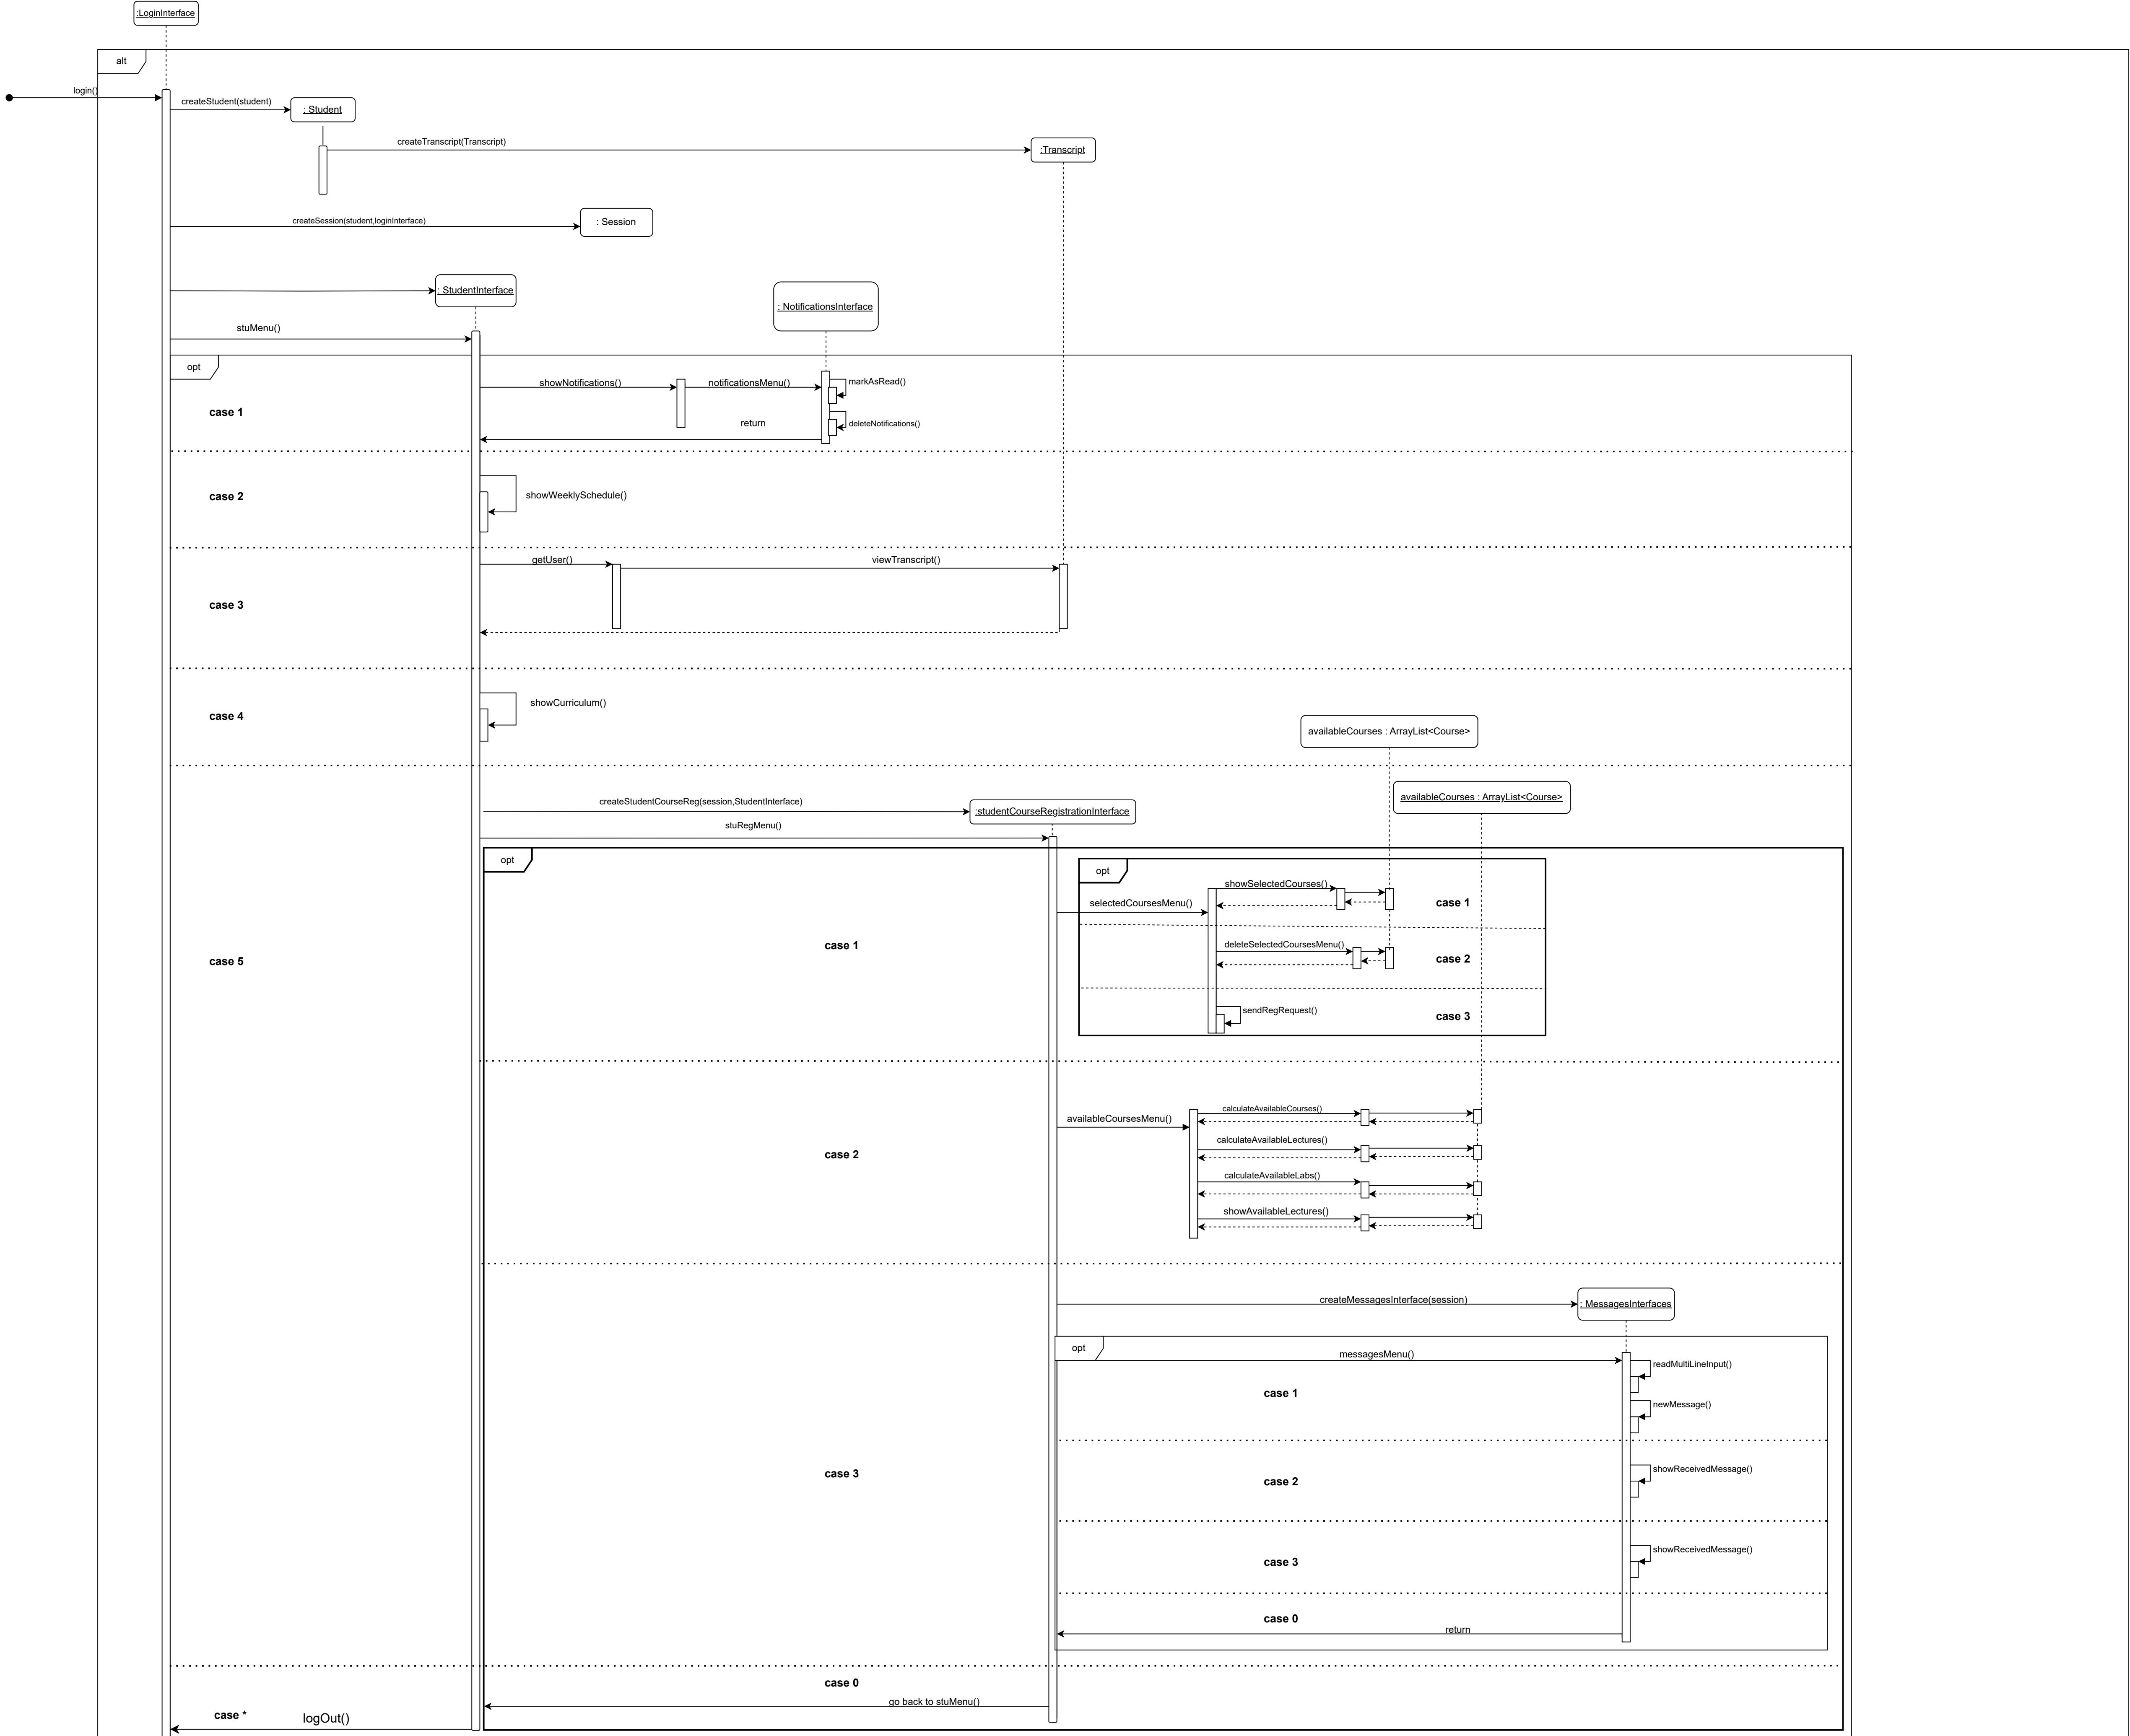 :LoginInterface
alt
login()
createStudent(student)
: Student
createTranscript(Transcript)
:Transcript
createSession(student,loginInterface)
: Session
: StudentInterface
: NotificationsInterface
stuMenu()
opt
showNotifications()
notificationsMenu()
markAsRead()
case 1
return
deleteNotifications()
case 2
showWeeklySchedule()
getUser()
viewTranscript()
case 3
case 4
showCurriculum()
availableCourses : ArrayList<Course>
availableCourses : ArrayList<Course>
createStudentCourseReg(session,StudentInterface)
:studentCourseRegistrationInterface
stuRegMenu()
opt
opt
showSelectedCourses()
selectedCoursesMenu()
case 1
case 1
deleteSelectedCoursesMenu()
case 2
case 5
sendRegRrequest()
case 3
calculateAvailableCourses()
availableCoursesMenu()
calculateAvailableLectures()
case 2
calculateAvailableLabs()
showAvailableLectures()
createMessagesInterface(session)
: MessagesInterfaces
opt
messagesMenu()
readMultiLineInput()
case 1
newMessage()
case 3
showReceivedMessage()
case 2
showReceivedMessage()
case 3
case 0
return
case 0
go back to stuMenu()
case *
logOut()